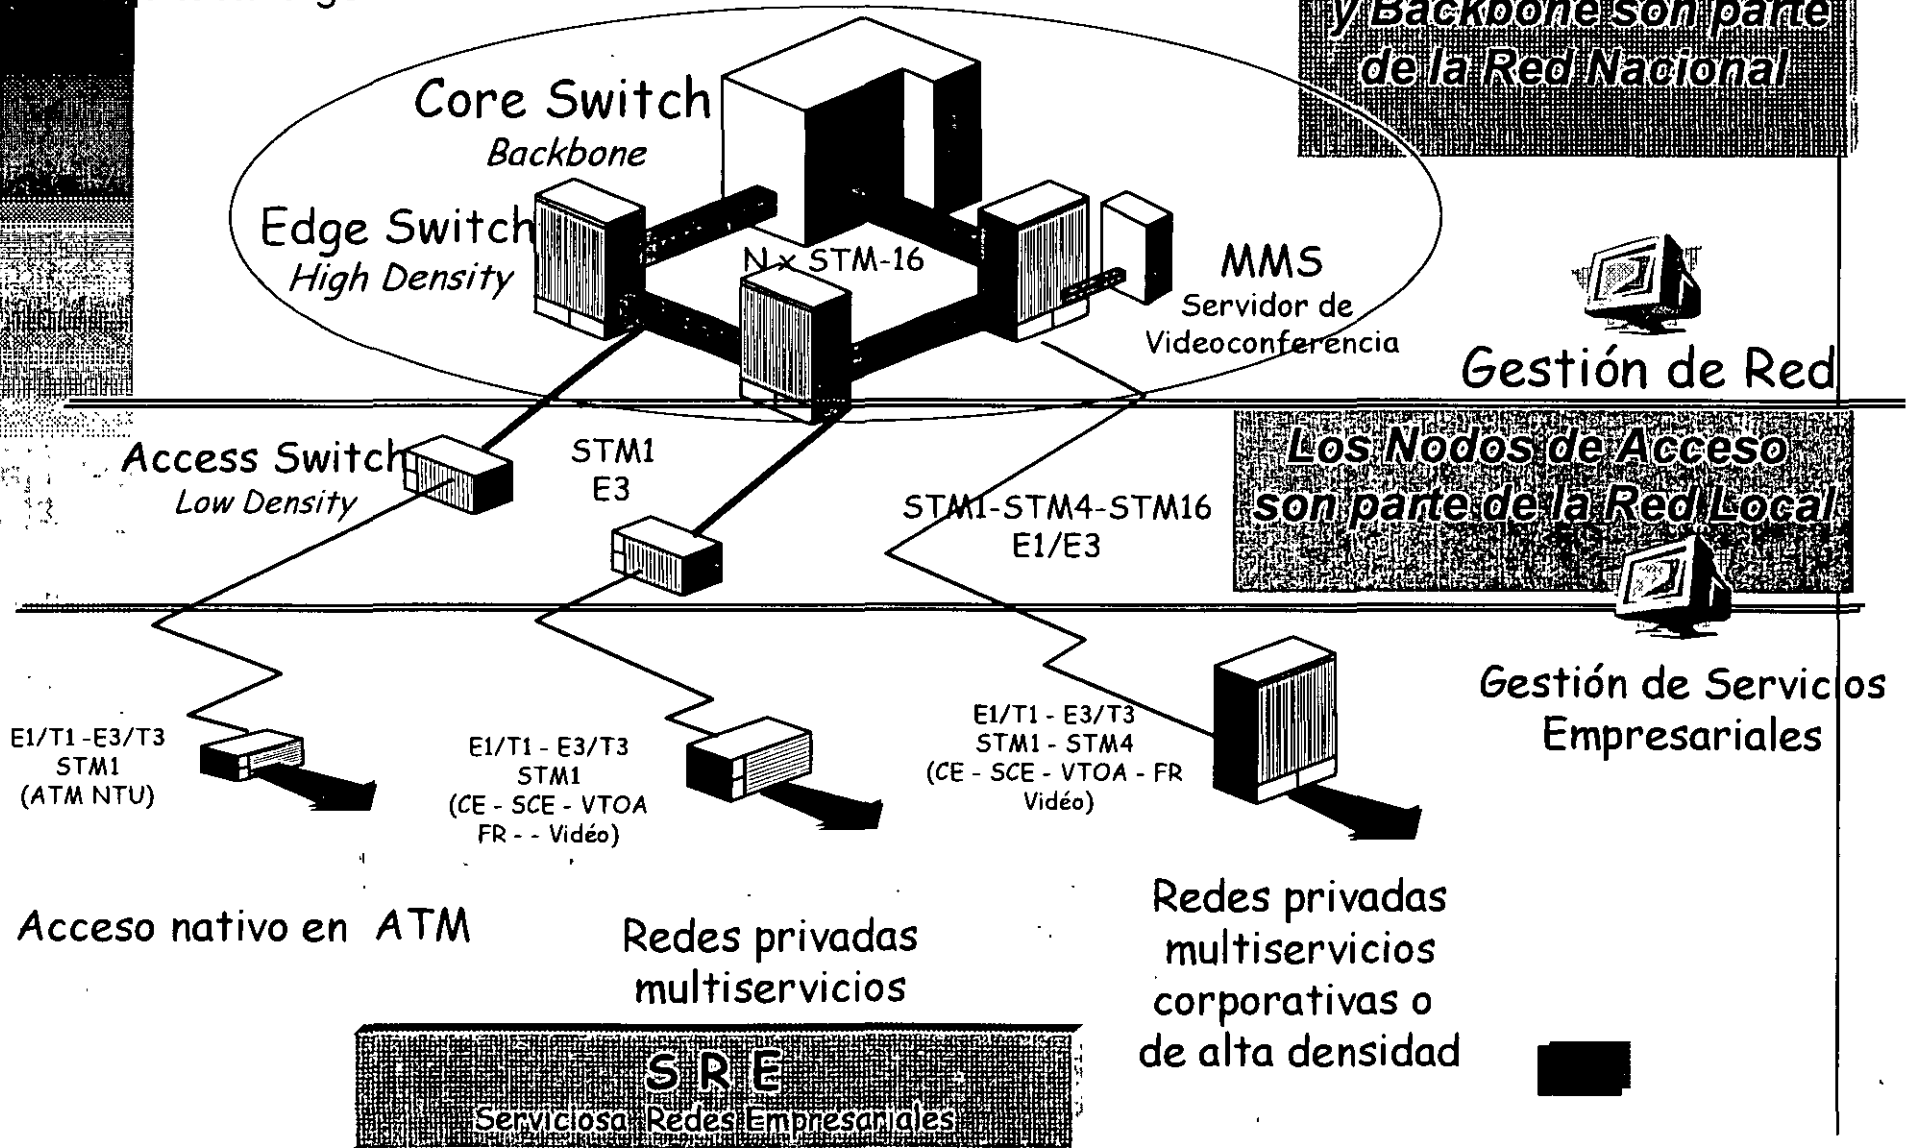 y Backbone son parte
de la Red Nacional
Core Switch
Backbone
Edge Switch
High Density
N x STM-16
MMS
Servidor de
Videoconferencia
Gestión de Red
Access Switch
Low Density
STM1
E3
STM1-STM4-STM16
E1/E3
Los Nodos de Acceso
son parte de la Red Local
Gestión de Servicios
Empresariales
E1/T1 -E3/T3
STM1
(ATM NTU)
E1/T1 - E3/T3
STM1
(CE - SCE - VTOA
FR - - Vidéo)
E1/T1 - E3/T3
STM1 - STM4
(CE - SCE - VTOA - FR
Vidéo)
Acceso nativo en ATM
Redes privadas
multiservicios
Redes privadas
multiservicios
corporativas o
de alta densidad
S R E
Serviciosa Redes Empresariales